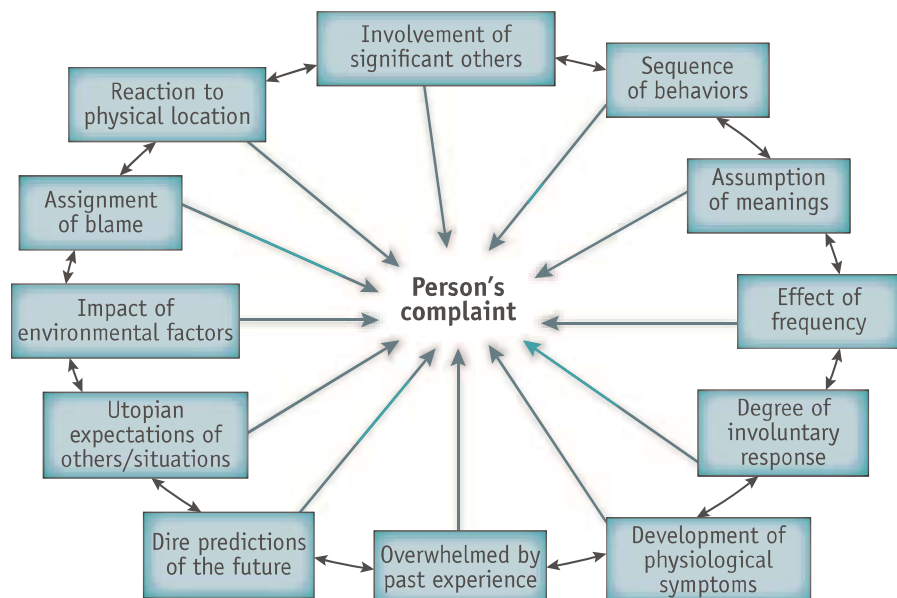 Involvement of
significant others
Sequence
of behaviors
Assumption
of meanings
Effect of
frequency
Degree of
involuntary
response
Development of
physiological
symptoms
Overwhelmed by
past experience
Dire predictions
of the future
Utopian
expectations of
others/situations
Impact of
environmental factors
Assignment
of blame
Reaction to
physical location
Person's
complaint